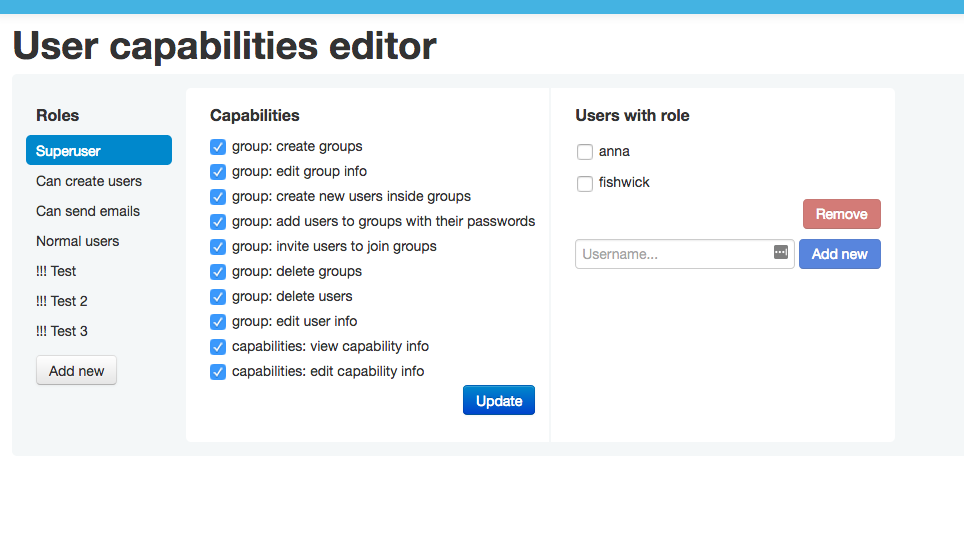 User capabilities editor
Roles
Superuser
Can create users
Can send emails
Normal users
!!! Test
!!! Test 2
!!! Test 3
Add new
Capabilities
group: create groups
group: edit group info
group: create new users inside groups
group: add users to groups with their passwords
group: invite users to join groups
group: delete groups
group: delete users
group: edit user info
capabilities: view capability info
capabilities: edit capability info
Update
Users with role
anna
fishwick
Remove
Username...
Add new